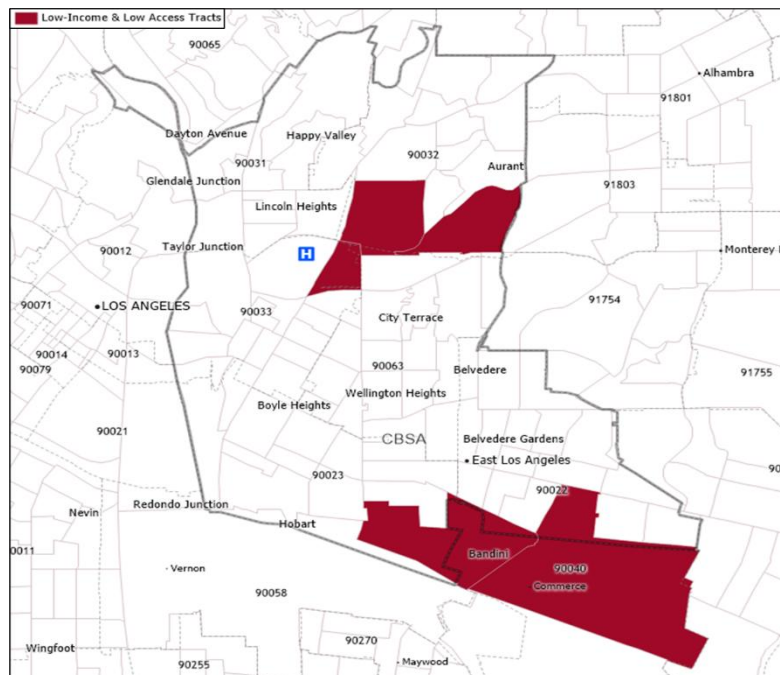 Low-Income & Low Access Tracts
90065
Alhambra
91801
Dayton Avenue
Happy Valley
90031
90032
Aurant
Glendale Junction
91803
Lincoln Heights
90012
Taylor Junction
H
Monterey
90071
LOS ANGELES
91754
90033
City Terrace
90014
90013
90079
90063
Belvedere
91755
Wellington Heights
Boyle Heights
90021
CBSA
Belvedere Gardens
East Los Angeles
90
90023
90022
Nevin
Redondo Junction
Hobart
0011
Bandini
Vernon
90040
Commerce
90058
90270
Wingfoot
90255
Maywood